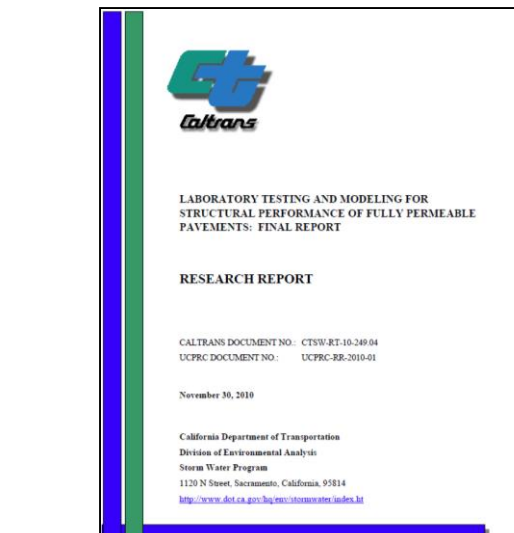 Caltrans
LABORATORY TESTING AND MODELING FOR
STRUCTURAL PERFORMANCE OF FULLY PERMEABLE
PAVEMENTS: FINAL REPORT
RESEARCH REPORT
CALTRANS DOCUMENT NO.: CTSW-RT-10-249.04
UCPRC DOCUMENT NO.: UCPRC-RR-2010-01
November 30, 2010
California Department of Transportation
Division of Environmental Analysis
Storm Water Program
1120 N Street, Sacramento, California, 95814
http://www.dot.ca.gov/hq/env/stormwater/index.ht